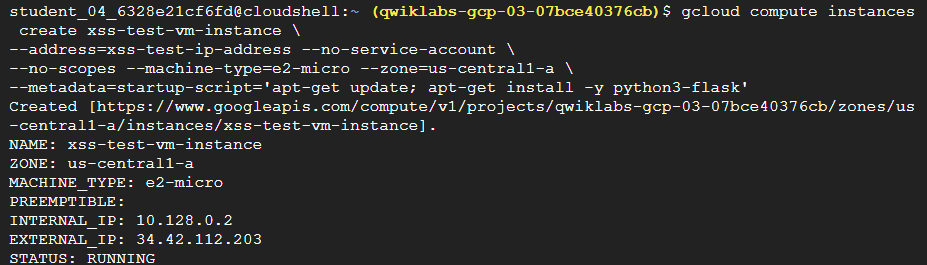 student_04_6328e21cf6fd@cloudshell:~ (qwiklabs-gcp-03-07bce40376cb)$ gcloud compute instances
 create xss-test-vm-instance \
--address=xss-test-ip-address --no-service-account \
--no-scopes --machine-type=e2-micro --zone=us-central1-a \
--metadata=startup-script='apt-get update; apt-get install -y python3-flask'
Created [https://www.googleapis.com/compute/v1/projects/qwiklabs-gcp-03-07bce40376cb/zones/us
-central1-a/instances/xss-test-vm-instance].
NAME: xss-test-vm-instance
ZONE: us-central1-a
MACHINE_TYPE: e2-micro
PREEMPTIBLE:
INTERNAL_IP: 10.128.0.2
EXTERNAL_IP: 34.42.112.203
STATUS: RUNNING